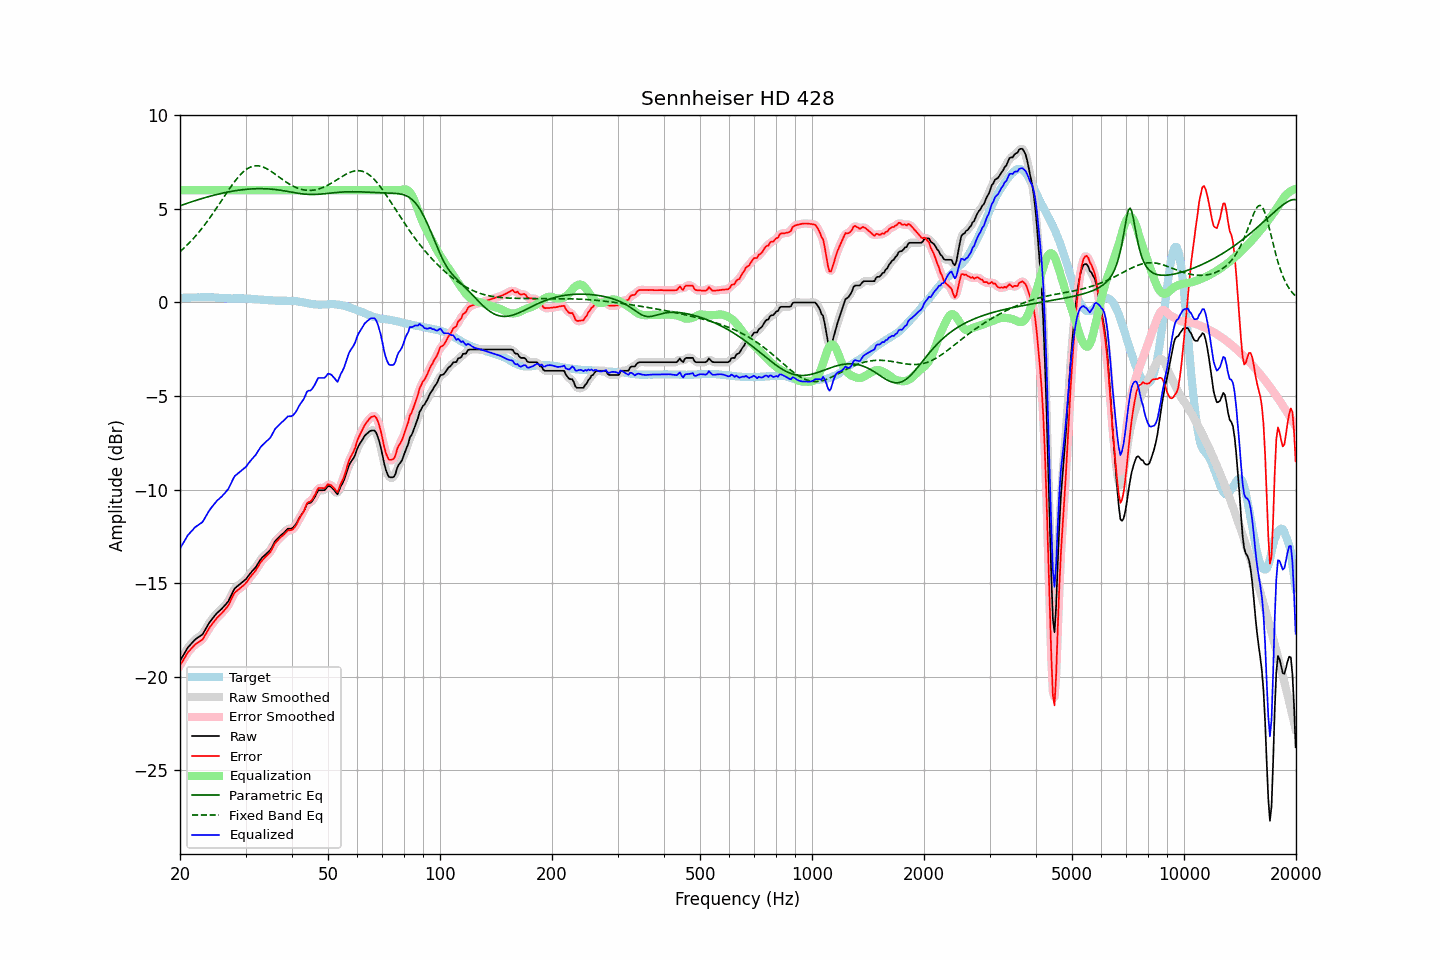 Sennheiser HD 428
10
5
0
−5
−10
−15
−20
−25
Amplitude (dBr)
Target
Raw Smoothed
Error Smoothed
Raw
Error
Equalization
Parametric Eq
Fixed Band Eq
Equalized
20 50 100 200 500 1000 2000 5000 10000 20000
Frequency (Hz)